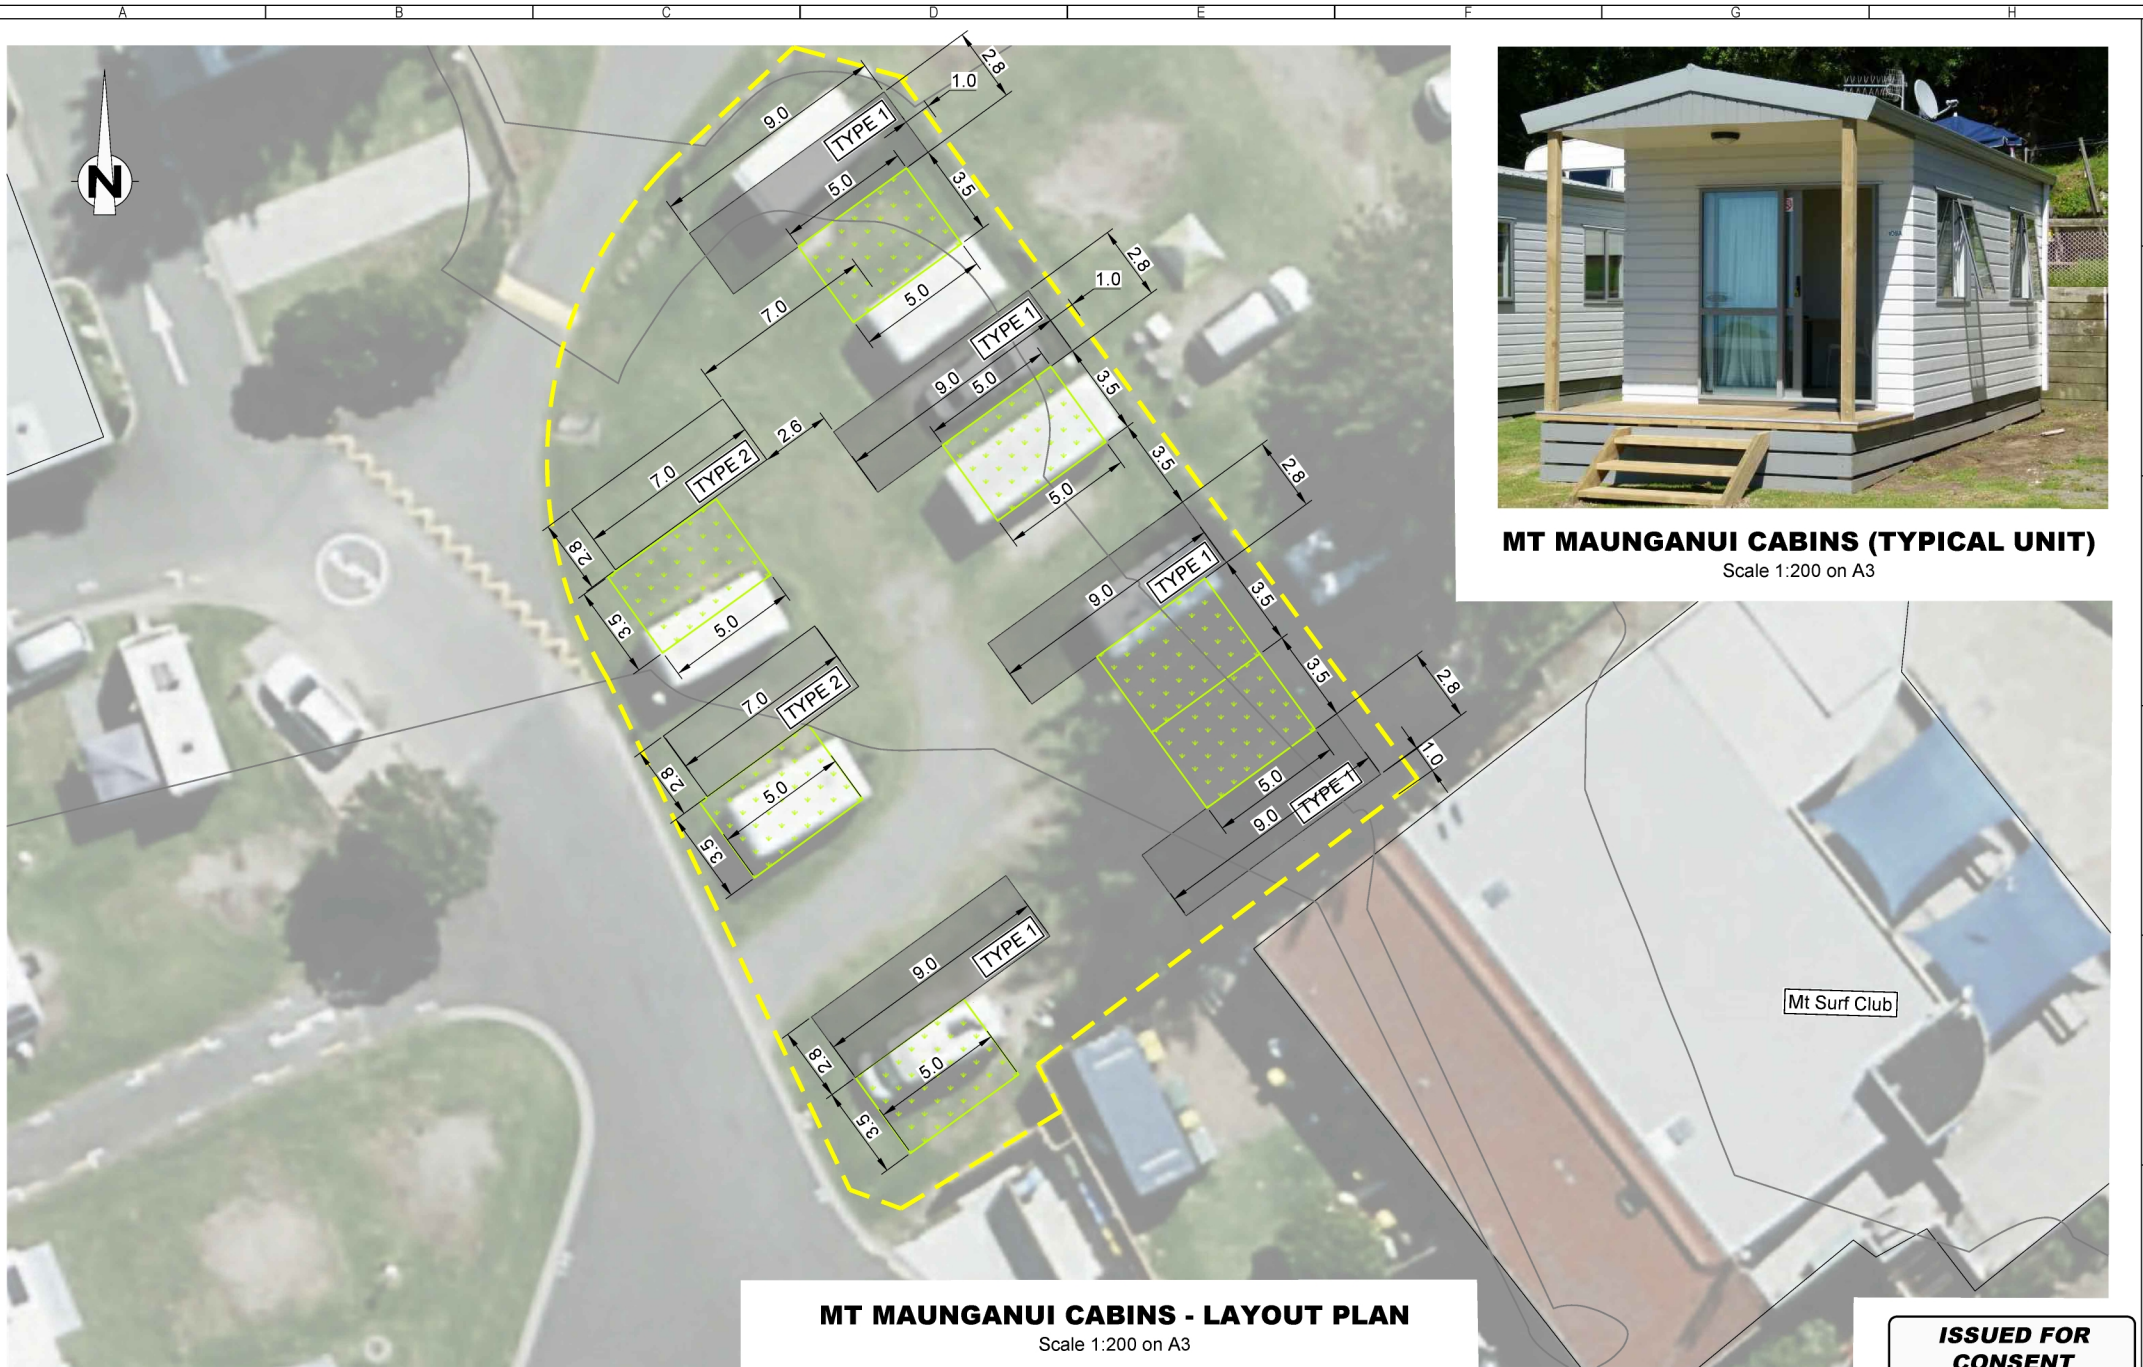 A B C D E F G H
N
2.8
1.0
9.0
TYPE 1
5.0
3.5
2.8
1.0
7.0
5.0
TYPE 1
9.0
5.0
3.5
2.6
7.0
TYPE 2
3.5
2.8
5.0
2.8
TYPE 1
9.0
3.5
3.5
5.0
7.0
TYPE 2
3.5
2.8
1.0
2.8
5.0
5.0
TYPE 1
9.0
3.5
9.0
TYPE 1
2.8
5.0
3.5
MT MAUNGANUI CABINS (TYPICAL UNIT)
Scale 1:200 on A3
Mt Surf Club
MT MAUNGANUI CABINS - LAYOUT PLAN
Scale 1:200 on A3
ISSUED FOR
CONSENT